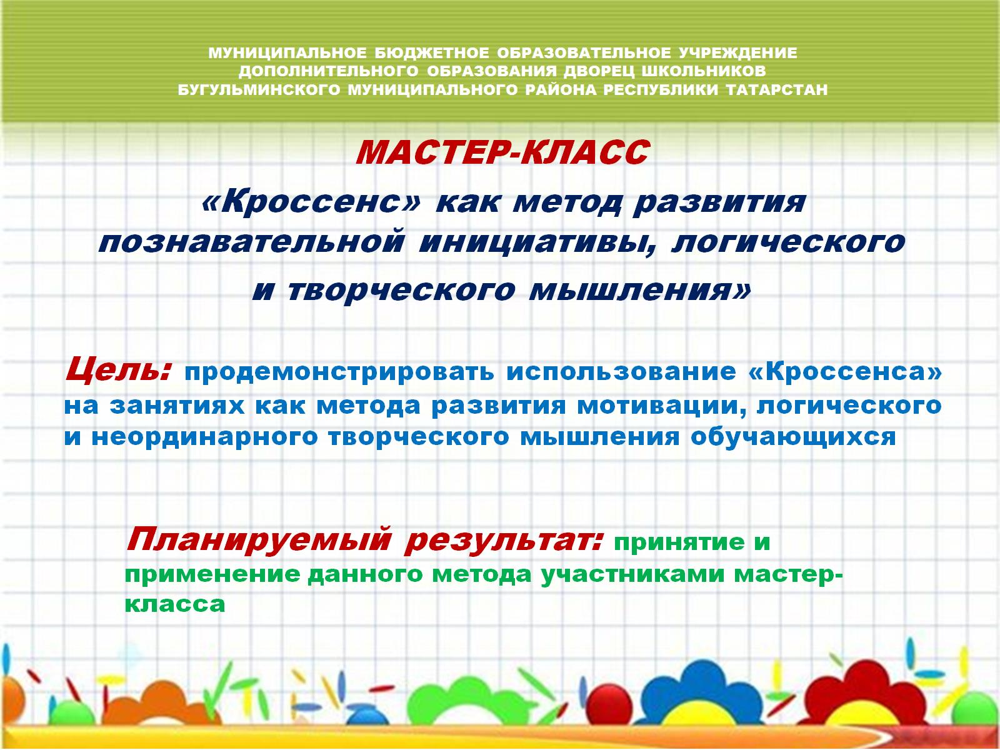 МУНИЦИПАЛЬНОЕ БЮДЖЕТНОЕ ОБРАЗОВАТЕЛЬНОЕ УЧРЕЖДЕНИЕ
ДОПОЛНИТЕЛЬНОГО ОБРАЗОВАНИЯ ДВОРЕЦ ШКОЛЬНИКОВ
БУГУЛЬМИНСКОГО МУНИЦИПАЛЬНОГО РАЙОНА РЕСПУБЛИКИ ТАТАРСТАН
МАСТЕР-КЛАСС
«Кроссенс» как метод развития
познавательной инициативы, логического
и творческого мышления»
Цель: продемонстрировать использование «Кроссенса»
на занятиях как метода развития мотивации, логического
и неординарного творческого мышления обучающихся
Планируемый результат: принятие и
применение данного метода участниками мастер-
класса